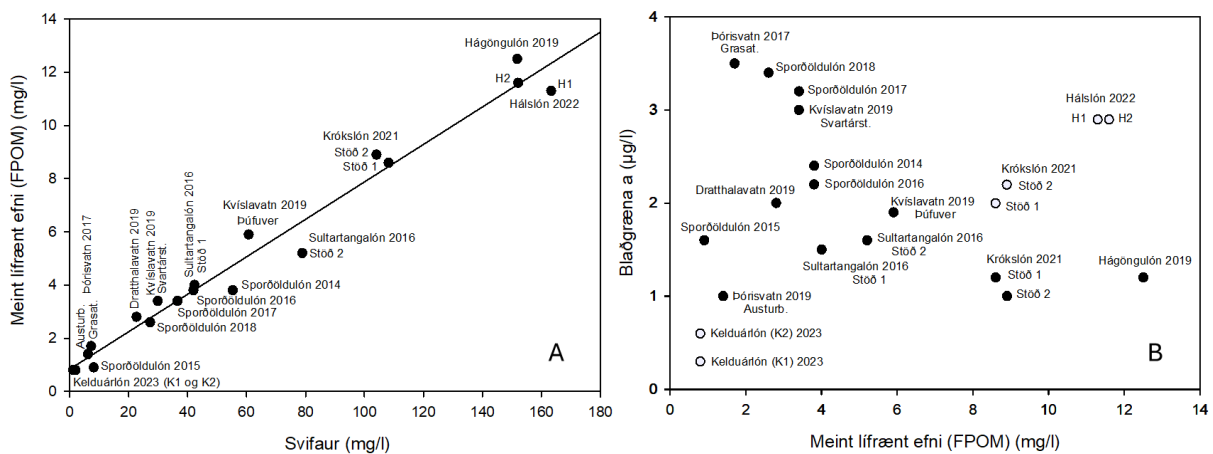 14
12
10
8
6
4
2
0
Meint lífrænt efni (FPOM) (mg/l)
Hágöngulón 2019
H2
H1
Hálslón 2022
Krókslón 2021
Stöð 2
Stöð 1
Kvíslavatn 2019
Þúfuver
Sultartangalón 2016
Stöð 2
Sultartangalón 2016
Stöð 1
Kvíslavatn 2019
Svartárst.
Dratthalavatn 2019
Þórisvatn 2017
Austurb.
Grasat.
Sporðöldulón 2014
Sporðöldulón 2016
Sporðöldulón 2017
Sporðöldulón 2018
Sporðöldulón 2015
Kelduárlón 2023 (K1 og K2)
A
0 20 40 60 80 100 120 140 160 180
Svifaur (mg/l)
4
3
2
1
0
Blaðgræna a (µg/l)
Þórisvatn 2017
Grasat.
Sporðöldulón 2018
Sporðöldulón 2017
Kvíslavatn 2019
Svartárst.
Hálslón 2022
H1 H2
Sporðöldulón 2014
Sporðöldulón 2016
Krókslón 2021
Stöð 2
Stöð 1
Dratthalavatn 2019
Kvíslavatn 2019
Þúfuver
Sporðöldulón 2015
Sultartangalón 2016
Stöð 2
Sultartangalón 2016
Stöð 1
Krókslón 2021
Stöð 1
Stöð 2
Hágöngulón 2019
Þórisvatn 2019
Austurb.
Kelduárlón (K2) 2023
Kelduárlón (K1) 2023
B
0 2 4 6 8 10 12 14
Meint lífrænt efni (FPOM) (mg/l)